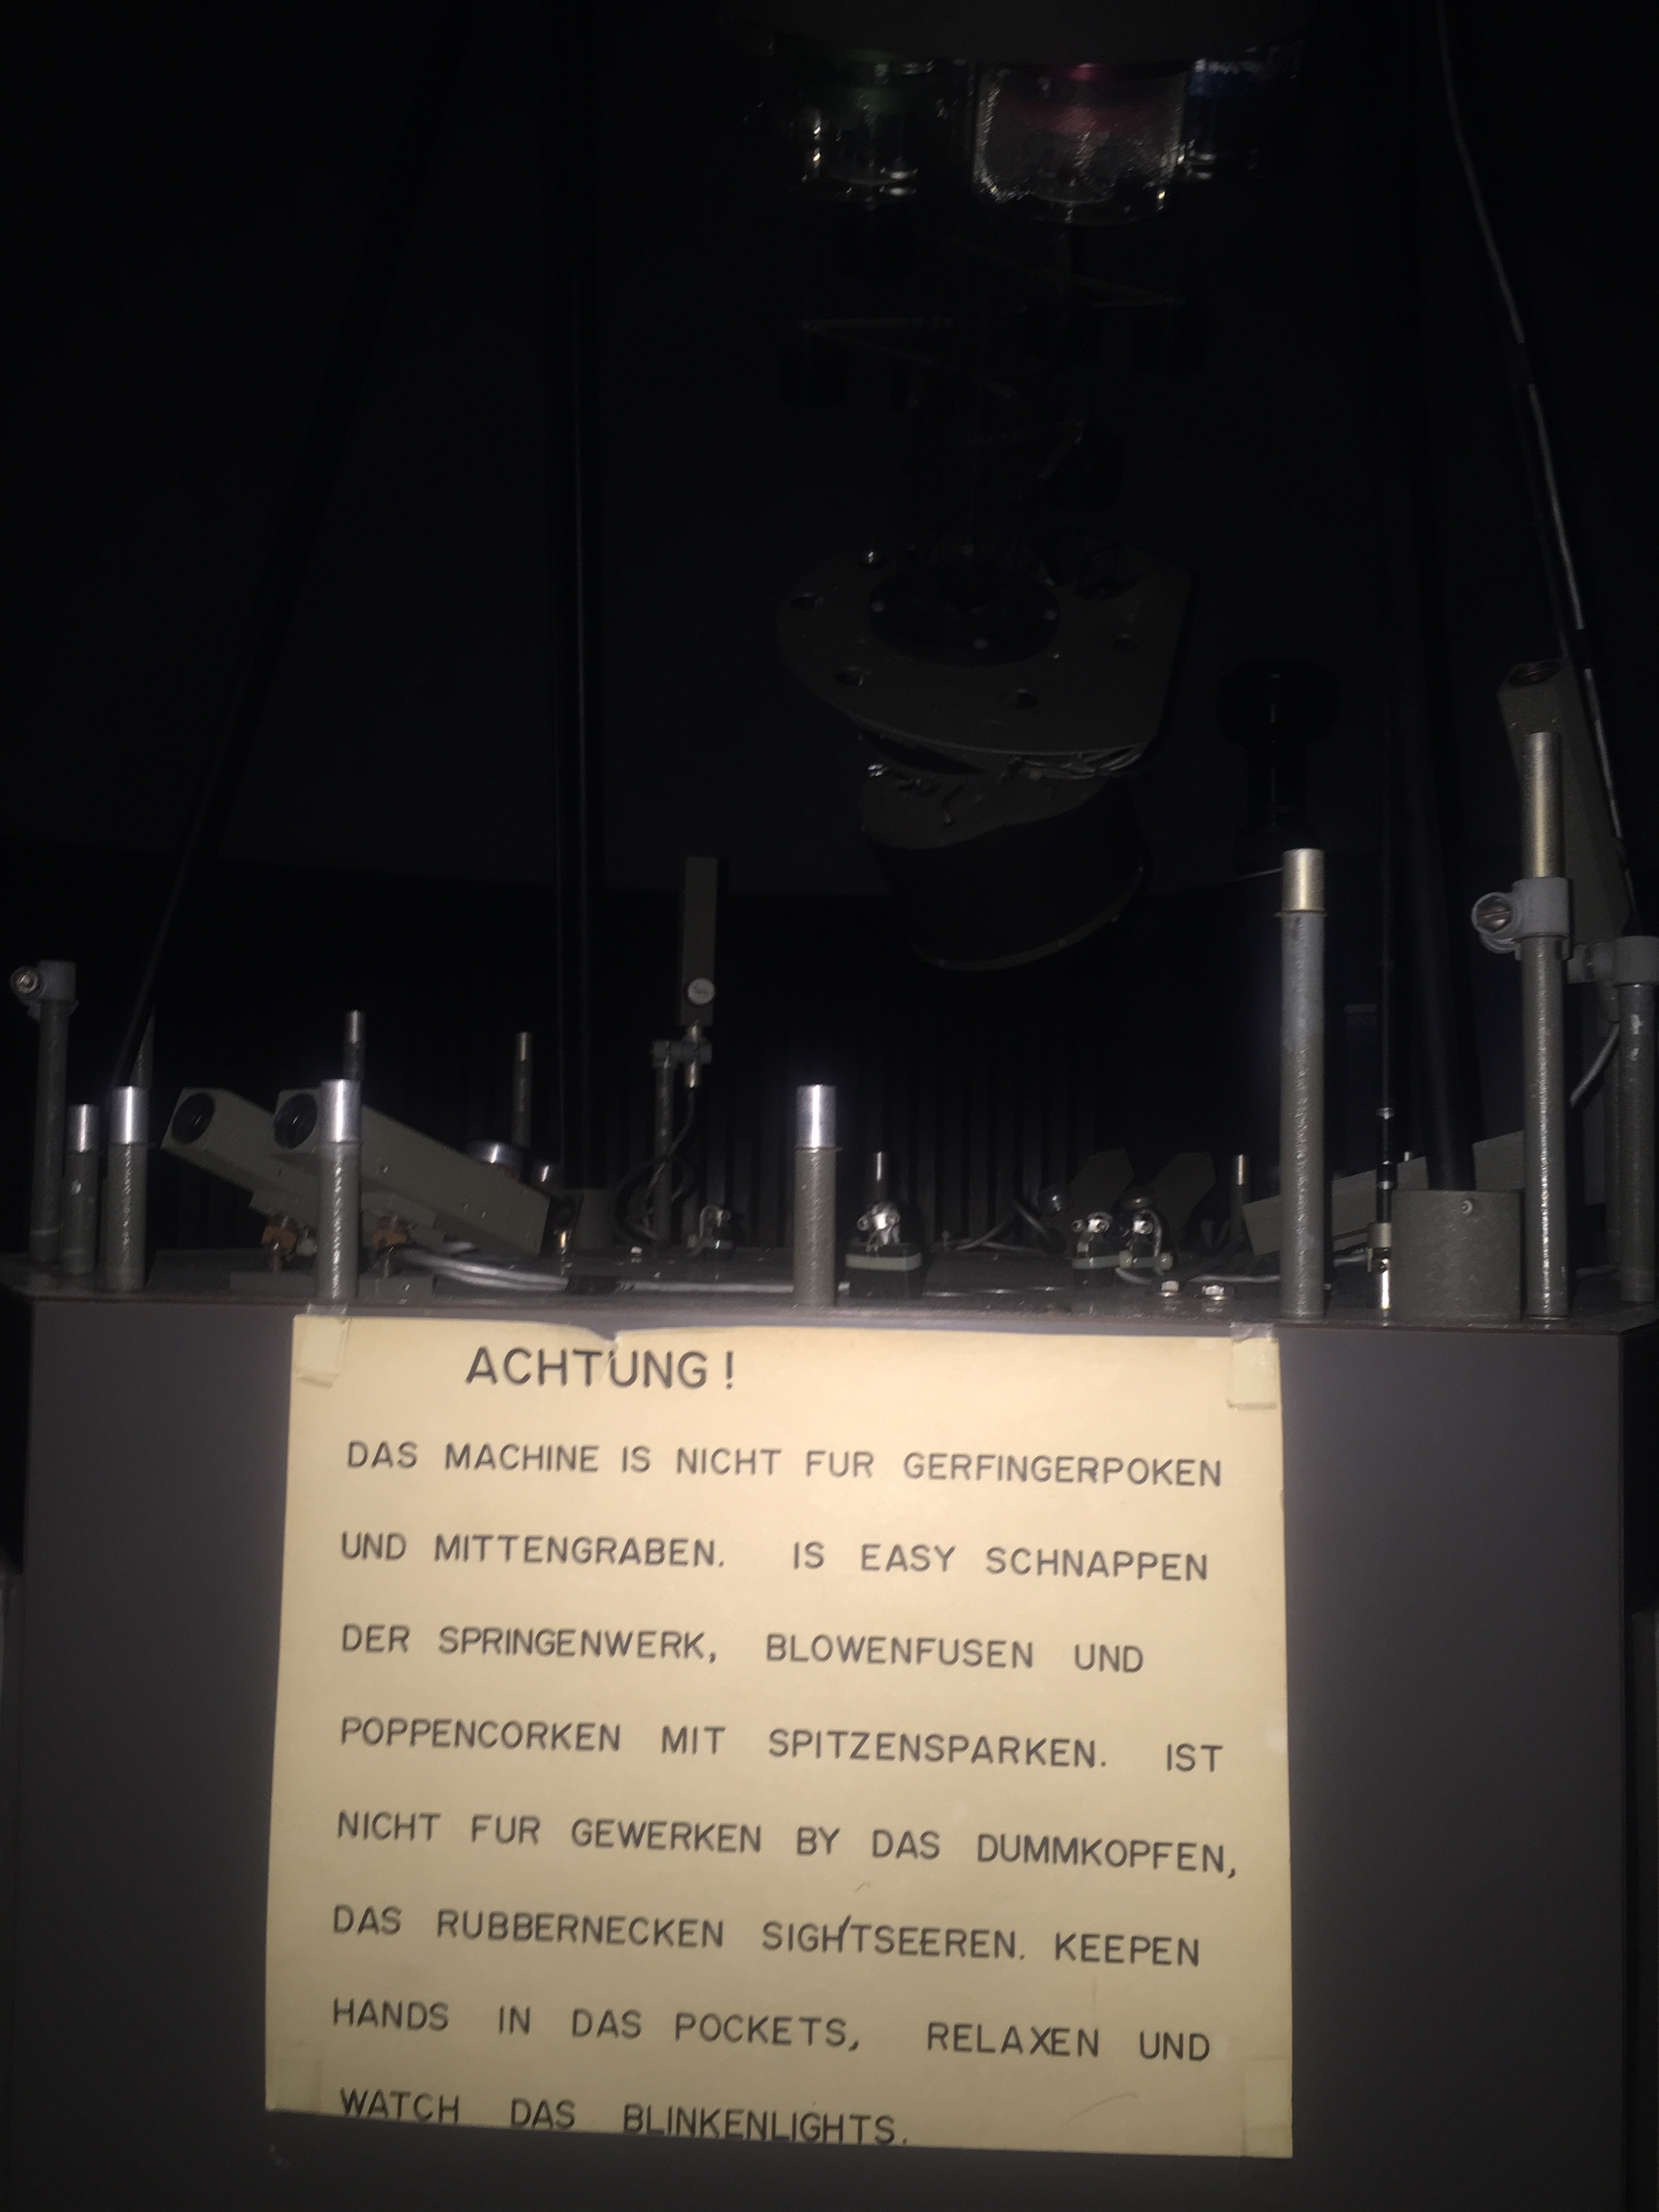 ACHTUNG!
DAS MACHINE IS NICHT FUR GERFINGERPOKEN
UND MITTENGRABEN. IS EASY SCHNAPPEN
DER SPRINGENWERK, BLOWENFUSEN UND
POPPENCORKEN MIT SPITZENSPARKEN. IST
NICHT FUR GEWERKEN BY DAS DUMMKOPFEN,
DAS RUBBERNECKEN SIGHTSEEREN. KEEPEN
HANDS IN DAS POCKETS, RELAXEN UND
WATCH DAS BLINKENLIGHTS.